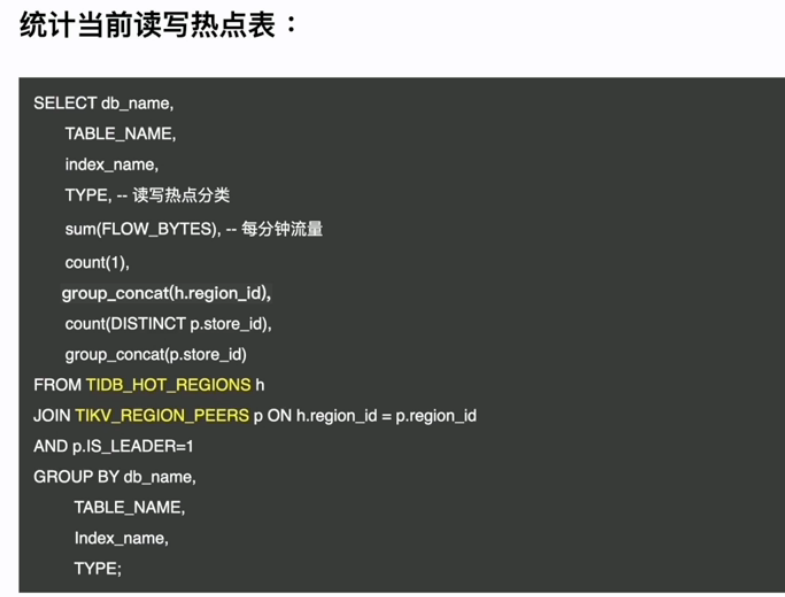 统计当前读写热点表：
SELECT db_name,
TABLE_NAME,
index_name,
TYPE, -- 读写热点分类
sum(FLOW_BYTES), -- 每分钟流量
count(1),
group_concat(h.region_id),
count(DISTINCT p.store_id),
group_concat(p.store_id)
FROM TIDB_HOT_REGIONS h
JOIN TIKV_REGION_PEERS p ON h.region_id = p.region_id
AND p.IS_LEADER=1
GROUP BY db_name,
TABLE_NAME,
Index_name,
TYPE;